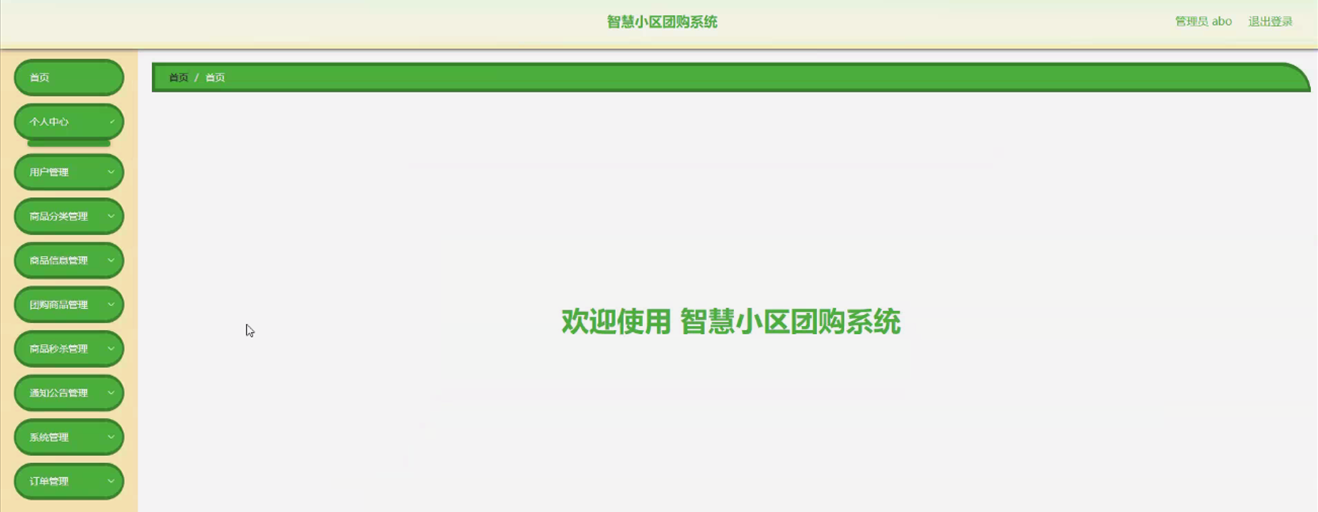 智慧小区团购系统
管理员 abo 退出登录
首页
首页 / 首页
个人中心
用户管理
商品分类管理
商品信息管理
团购商品管理
商品秒杀管理
通知公告管理
系统管理
订单管理
欢迎使用 智慧小区团购系统